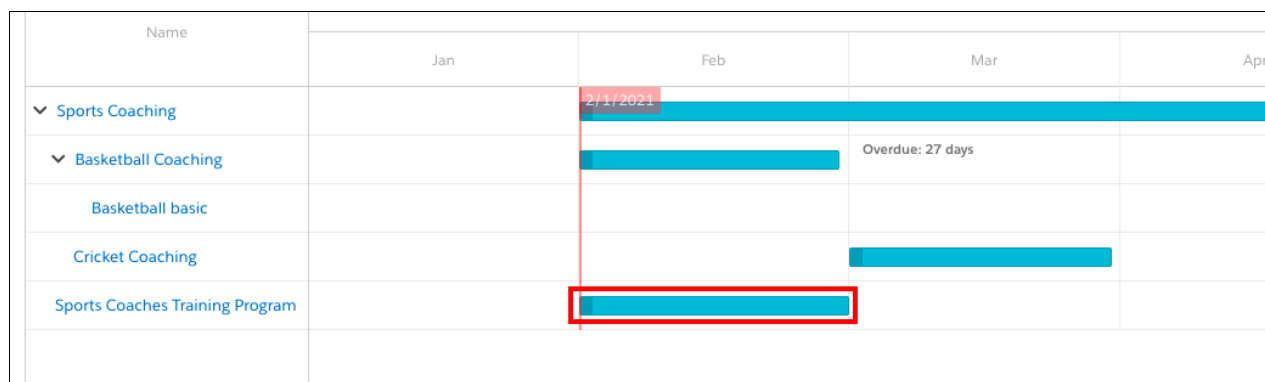 Name
Jan Feb Mar Apr
2/1/2021
Sports Coaching
Basketball Coaching
Overdue: 27 days
Basketball basic
Cricket Coaching
Sports Coaches Training Program